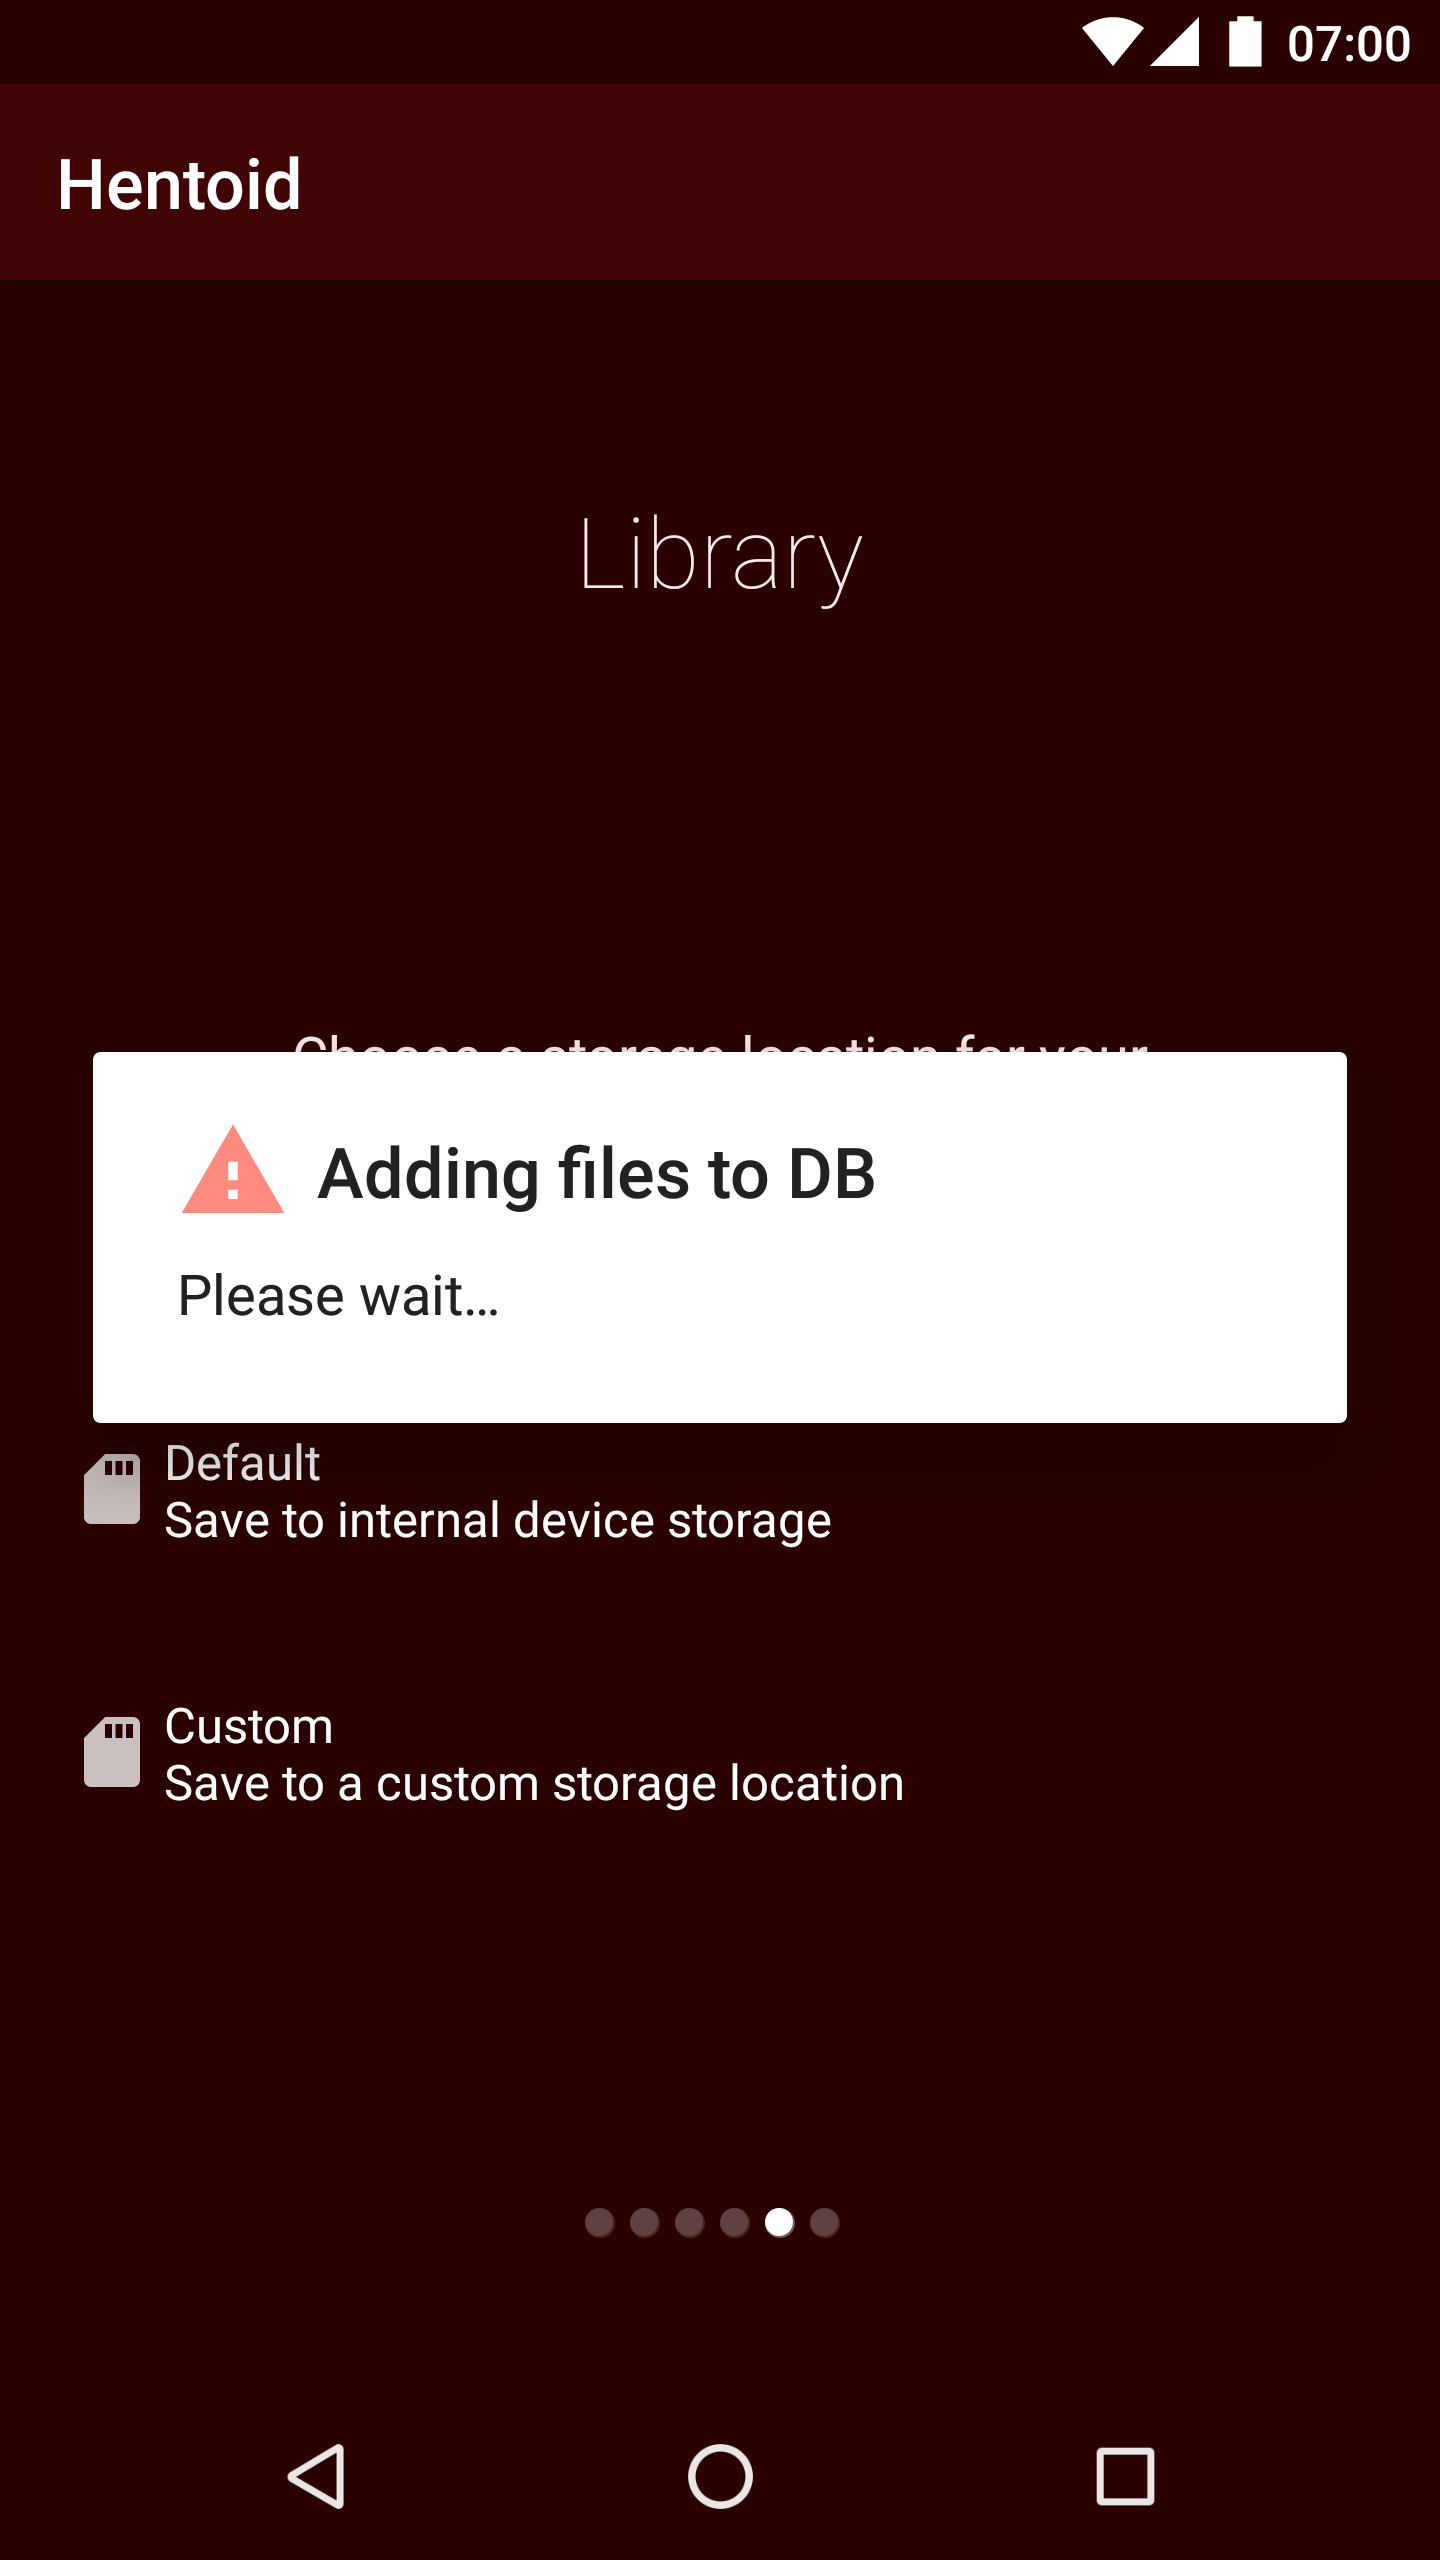 07:00
Hentoid
Library
Choose a storage location for your
Adding files to DB
Please wait…
Default
Save to internal device storage
Custom
Save to a custom storage location